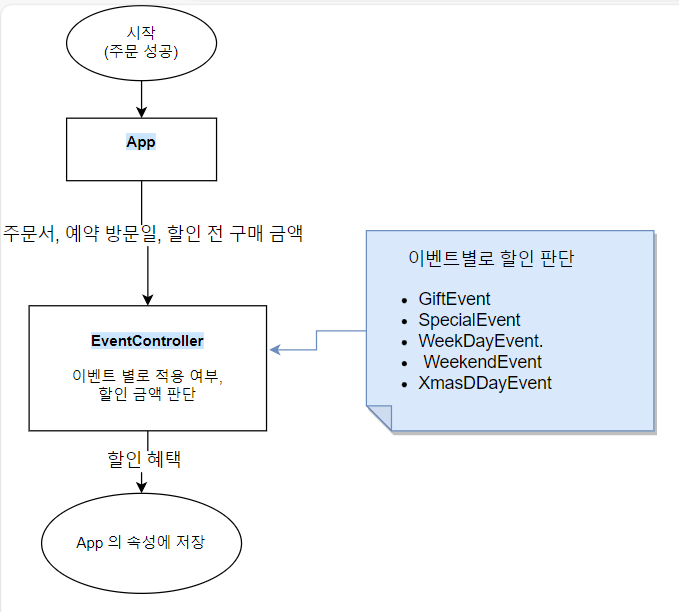 시작
(주문 성공)
App
주문서, 예약 방문일, 할인 전 구매 금액
EventController
이벤트 별로 적용 여부,
할인 금액 판단
할인 혜택
App 의 속성에 저장
이벤트별로 할인 판단
• GiftEvent
• SpecialEvent
• WeekDayEvent.
• WeekendEvent
• XmasDDayEvent